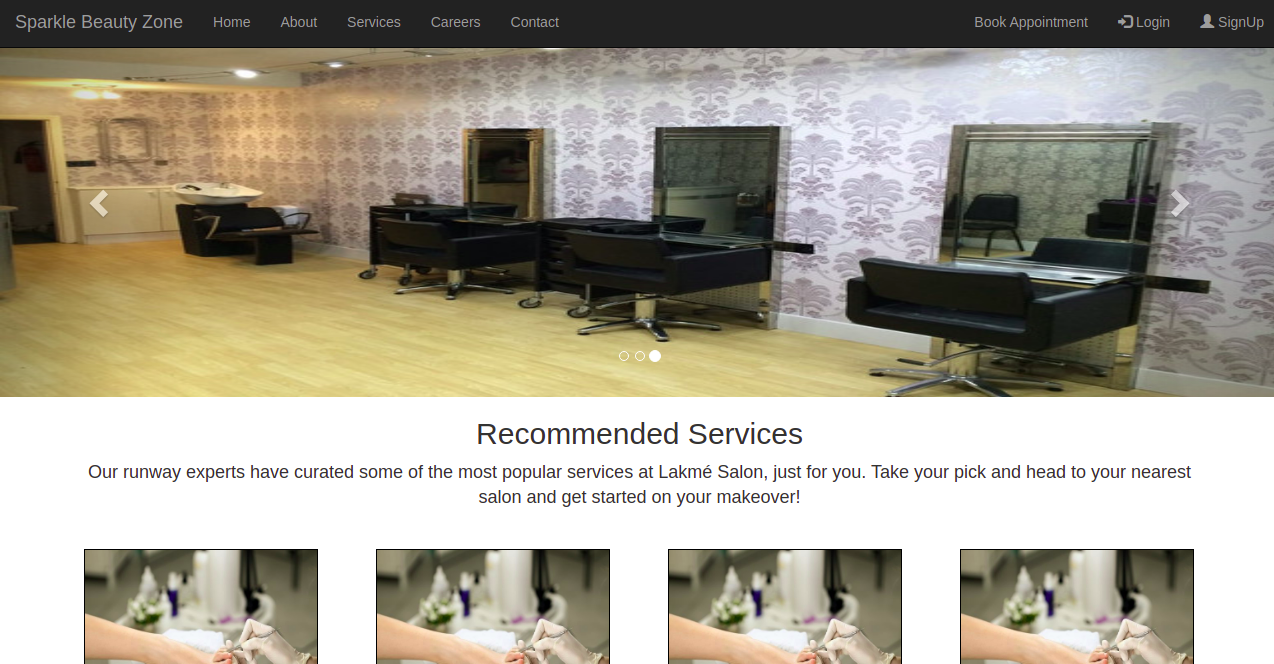 Sparkle Beauty Zone Home About Services Careers Contact Book Appointment Login SignUp
Recommended Services
Our runway experts have curated some of the most popular services at Lakmé Salon, just for you. Take your pick and head to your nearest
salon and get started on your makeover!